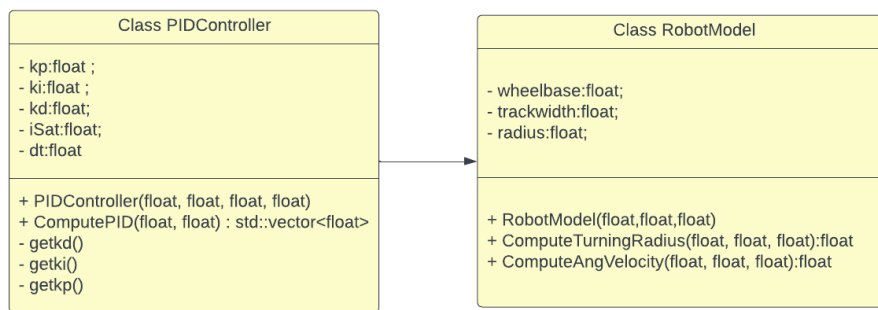 Class PIDController
- kp:float ;
- ki:float ;
- kd:float;
- iSat:float;
- dt:float
+ PIDController(float, float, float, float)
+ ComputePID(float, float) : std::vector<float>
- getkd()
- getki()
- getkp()
Class RobotModel
- wheelbase:float;
- trackwidth:float;
- radius:float;
+ RobotModel(float,float,float)
+ ComputeTurningRadius(float, float, float):float
+ ComputeAngVelocity(float, float, float):float